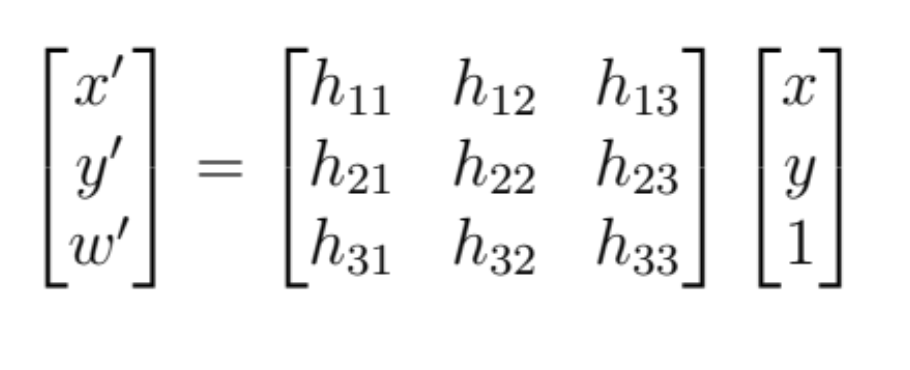 [x′ y′ w′] = [h₁₁ h₁₂ h₁₃; h₂₁ h₂₂ h₂₃; h₃₁ h₃₂ h₃₃] [x y 1]